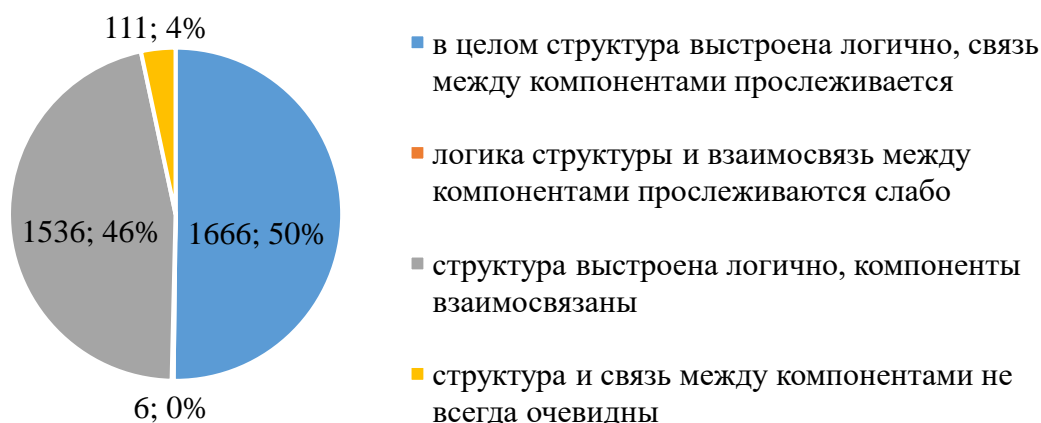 111; 4%
1536; 46%
1666; 50%
6; 0%
в целом структура выстроена логично, связь
между компонентами прослеживается
логика структуры и взаимосвязь между
компонентами прослеживаются слабо
структура выстроена логично, компоненты
взаимосвязаны
структура и связь между компонентами не
всегда очевидны